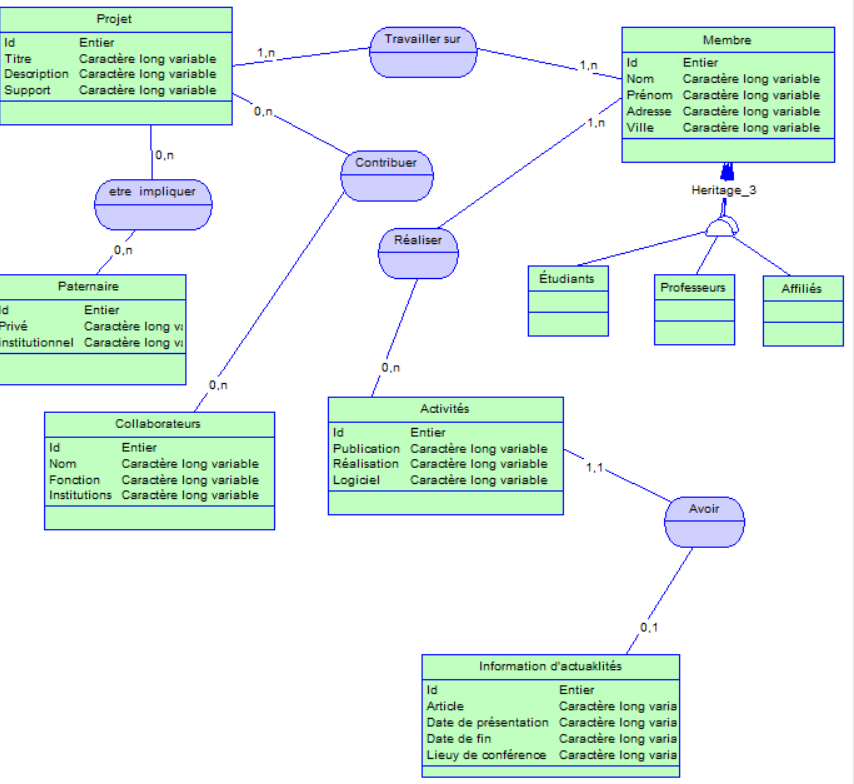 Projet
Id Entier
Titre Caractère long variable
Description Caractère long variable
Support Caractère long variable
1,n
Travailler sur
1,n
Membre
Id Entier
Nom Caractère long variable
Prénom Caractère long variable
Adresse Caractère long variable
Ville Caractère long variable
0,n
1,n
0,n
Contribuer
etre impliquer
Heritage_3
Réaliser
0,n
Étudiants
Professeurs
Affiliés
Paternaire
Id Entier
Privé Caractère long va
institutionnel Caractère long va
0,n
0,n
Collaborateurs
Id Entier
Nom Caractère long variable
Fonction Caractère long variable
Institutions Caractère long variable
Activités
Id Entier
Publication Caractère long variable
Réalisation Caractère long variable
Logiciel Caractère long variable
1,1
Avoir
0,1
Information d'actuaklités
Id Entier
Article Caractère long varia
Date de présentation Caractère long varia
Date de fin Caractère long varia
Lieuy de conférence Caractère long varia